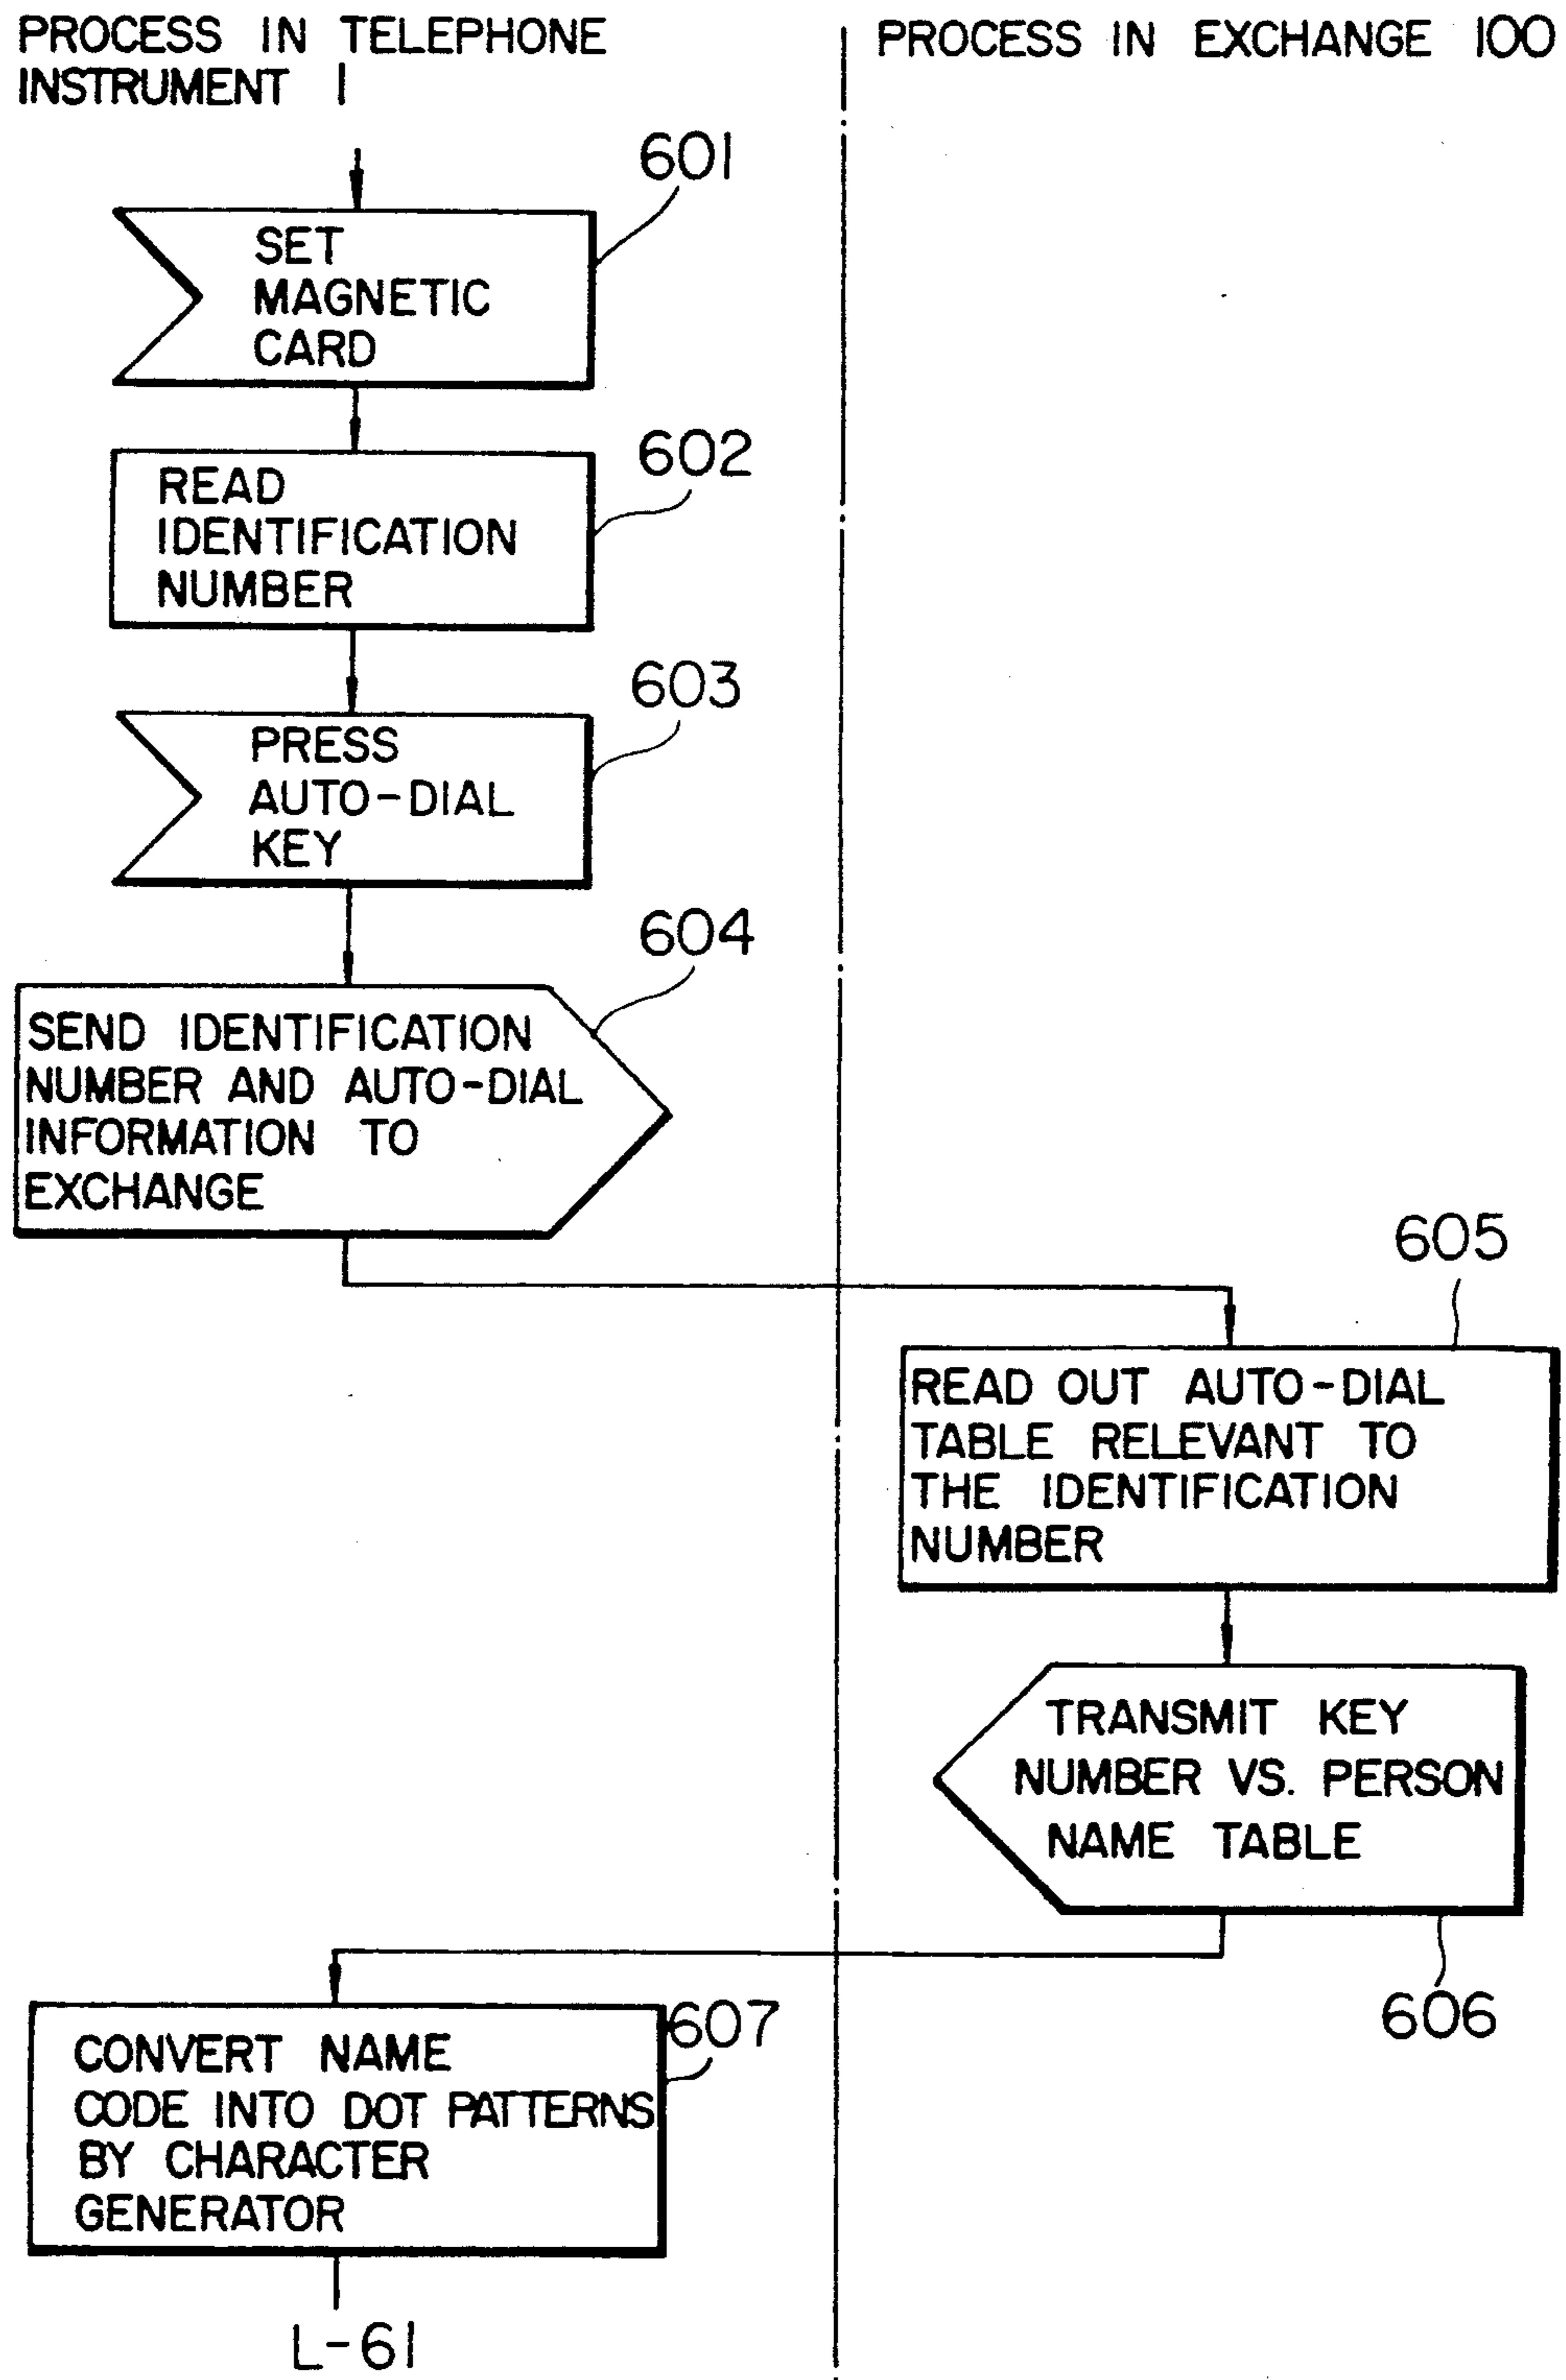 PROCESS IN TELEPHONE
INSTRUMENT 1
PROCESS IN EXCHANGE 100
601
SET
MAGNETIC
CARD
602
READ
IDENTIFICATION
NUMBER
603
PRESS
AUTO-DIAL
KEY
604
SEND IDENTIFICATION
NUMBER AND AUTO-DIAL
INFORMATION TO
EXCHANGE
605
READ OUT AUTO-DIAL
TABLE RELEVANT TO
THE IDENTIFICATION
NUMBER
TRANSMIT KEY
NUMBER VS. PERSON
NAME TABLE
606
607
CONVERT NAME
CODE INTO DOT PATTERNS
BY CHARACTER
GENERATOR
L-61